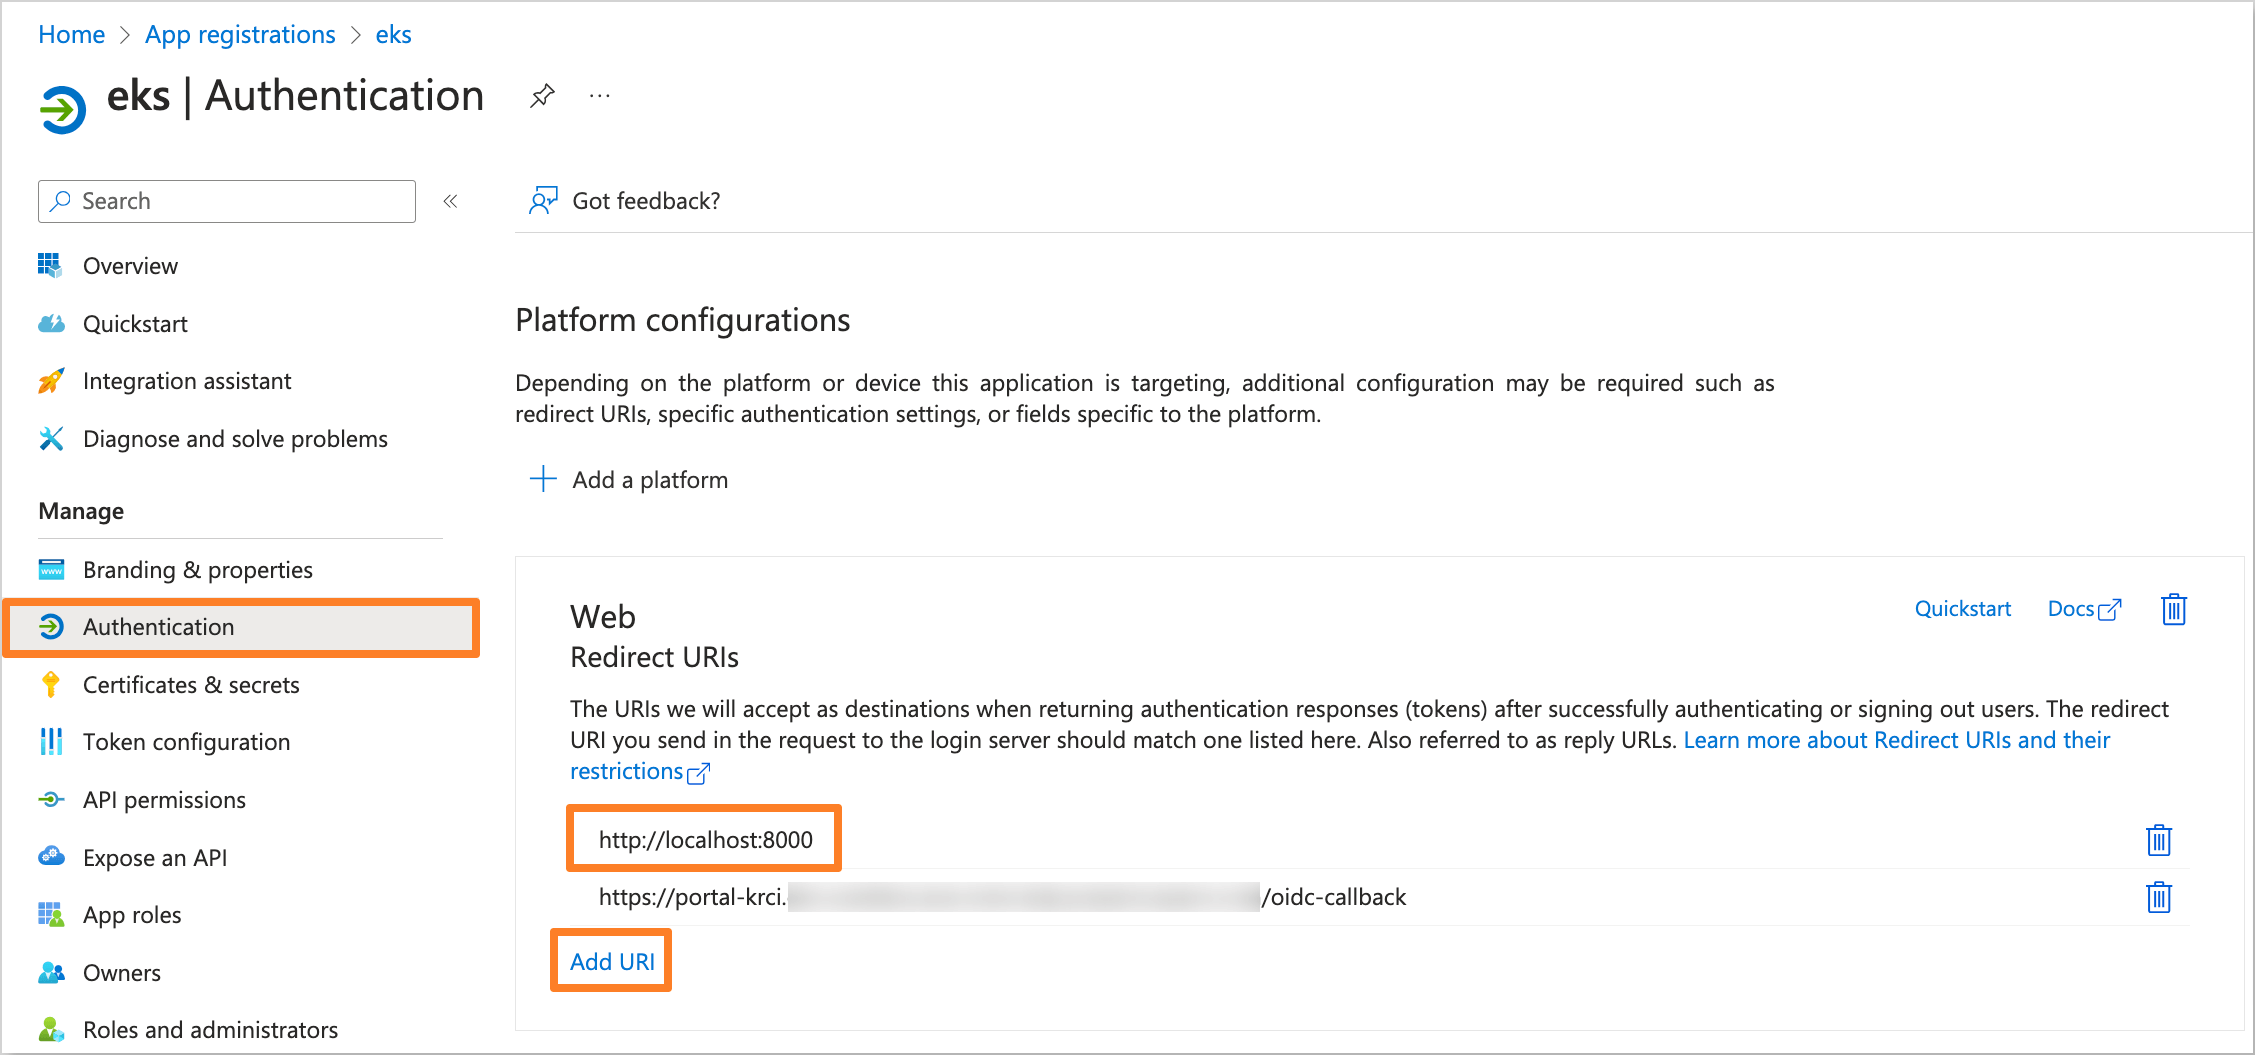 Home > App registrations > eks
eks | Authentication
...
Search
«
Got feedback?
Overview
Quickstart
Integration assistant
Diagnose and solve problems
Manage
Branding & properties
Authentication
Certificates & secrets
Token configuration
API permissions
Expose an API
App roles
Owners
Roles and administrators
Platform configurations
Depending on the platform or device this application is targeting, additional configuration may be required such as
redirect URIs, specific authentication settings, or fields specific to the platform.
Add a platform
Web
Quickstart
Docs
Redirect URIs
The URIs we will accept as destinations when returning authentication responses (tokens) after successfully authenticating or signing out users. The redirect
URI you send in the request to the login server should match one listed here. Also referred to as reply URLs. Learn more about Redirect URIs and their
restrictions
http://localhost:8000
https://portal-krci. /oidc-callback
Add URI